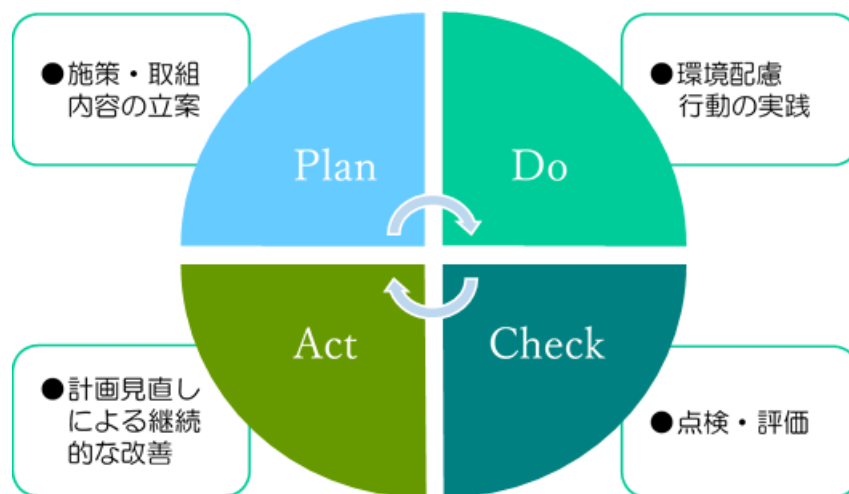 ●施策・取組
内容の立案
Plan
Do
●環境配慮
行動の実践
Act
Check
●計画見直し
による継続
的な改善
●点検・評価